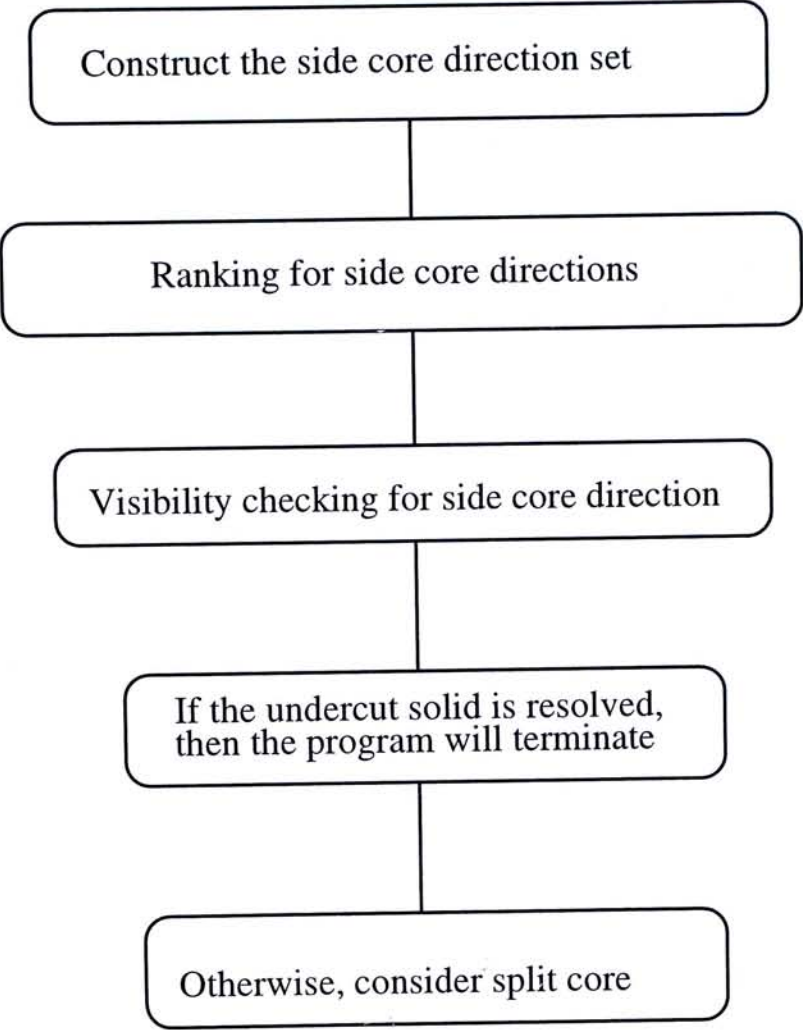 Construct the side core direction set
Ranking for side core directions
Visibility checking for side core direction
If the undercut solid is resolved,
then the program will terminate
Otherwise, consider split core